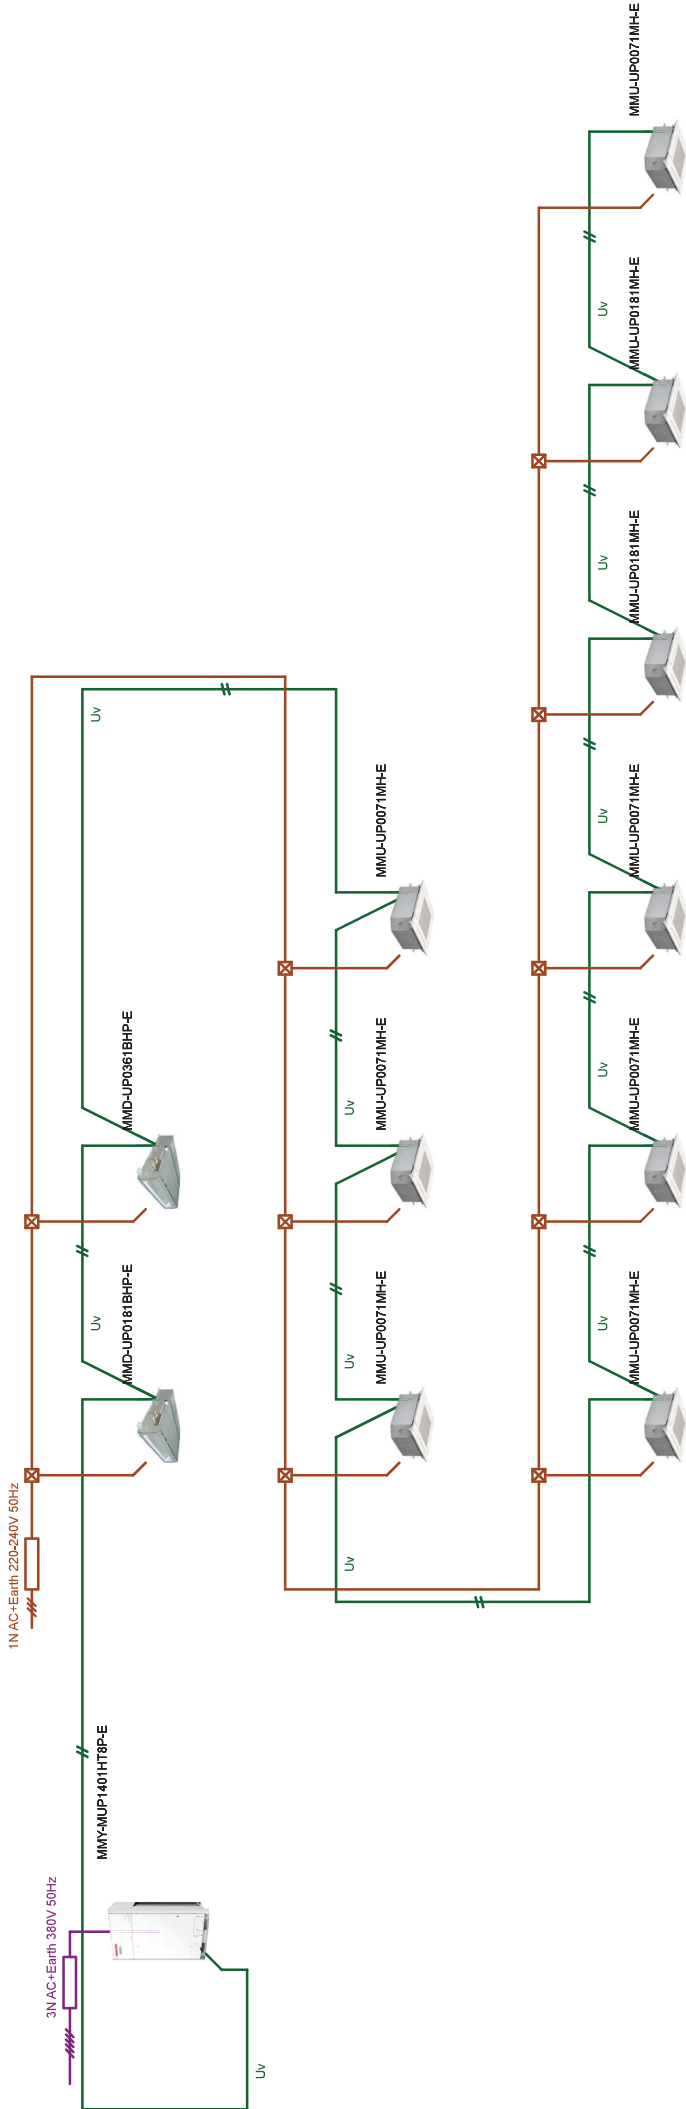 1N AC+Earth 220-240V 50Hz
3N AC+Earth 380V 50Hz
Uv
Uv
MMY-MUP1401HT8P-E
MMD-UP0181BHP-E
MMD-UP0361BHP-E
Uv
Uv
Uv
Uv
MMU-UP0071MH-E
MMU-UP0071MH-E
MMU-UP0071MH-E
Uv
Uv
Uv
Uv
Uv
MMU-UP0071MH-E
MMU-UP0071MH-E
MMU-UP0071MH-E
MMU-UP0181MH-E
MMU-UP0181MH-E
MMU-UP0071MH-E